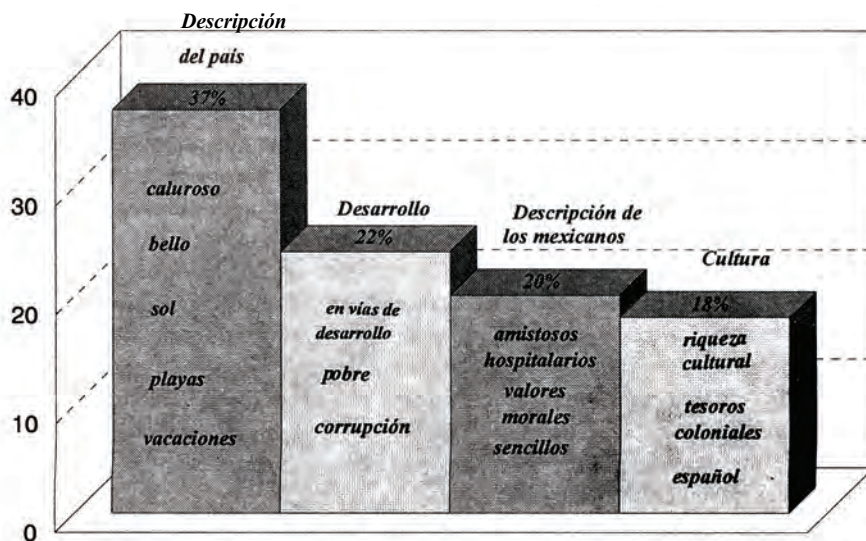 Descripción
del país
40
37%
caluroso
30
Desarrollo
Descripción de
los mexicanos
bello
22%
Cultura
20%
18%
sol
en vías de
desarrollo
20
amistosos
hospitalarios
riqueza
cultural
playas
pobre
valores
morales
tesoros
coloniales
10
vacaciones
corrupción
sencillos
español
0